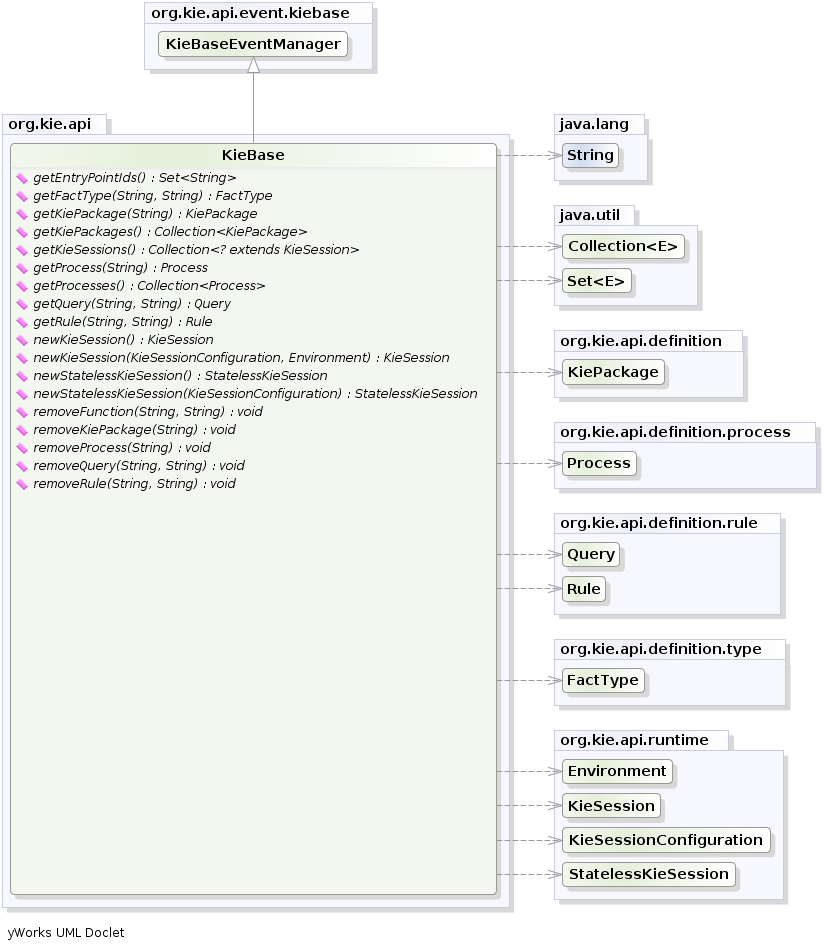 org.kie.api.event.kiebase
KieBaseEventManager
org.kie.api
KieBase
getEntryPointIds() : Set<String>
getFactType(String, String) : FactType
getKiePackage(String) : KiePackage
getKiePackages() : Collection<KiePackage>
getKieSessions() : Collection<? extends KieSession>
getProcess(String) : Process
getProcesses() : Collection<Process>
getQuery(String, String) : Query
getRule(String, String) : Rule
newKieSession() : KieSession
newKieSession(KieSessionConfiguration, Environment) : KieSession
newStatelessKieSession() : StatelessKieSession
newStatelessKieSession(KieSessionConfiguration) : StatelessKieSession
removeFunction(String, String) : void
removeKiePackage(String) : void
removeProcess(String) : void
removeQuery(String, String) : void
removeRule(String, String) : void
java.lang
String
java.util
Collection<E>
Set<E>
org.kie.api.definition
KiePackage
org.kie.api.definition.process
Process
org.kie.api.definition.rule
Query
Rule
org.kie.api.definition.type
FactType
org.kie.api.runtime
Environment
KieSession
KieSessionConfiguration
StatelessKieSession
yWorks UML Doclet